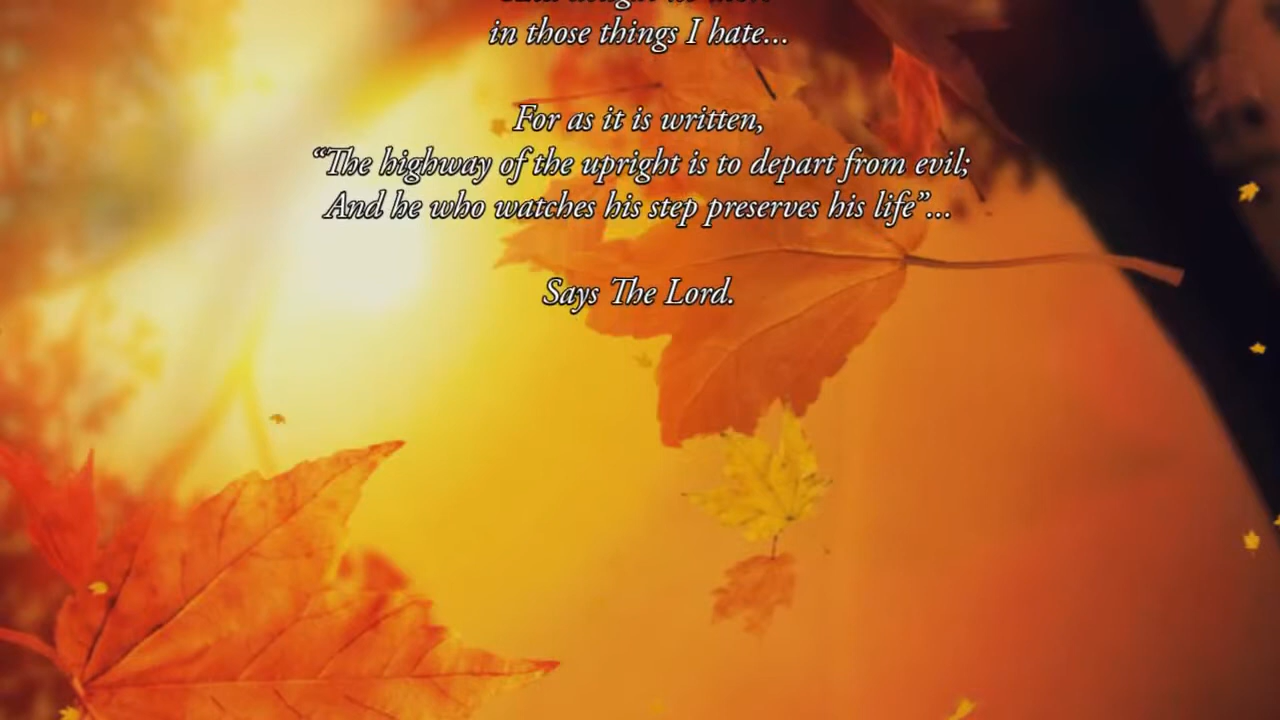 in those things I hate...
For as it is written,
“The highway of the upright is to depart from evil;
And he who watches his step preserves his life”...
Says The Lord.